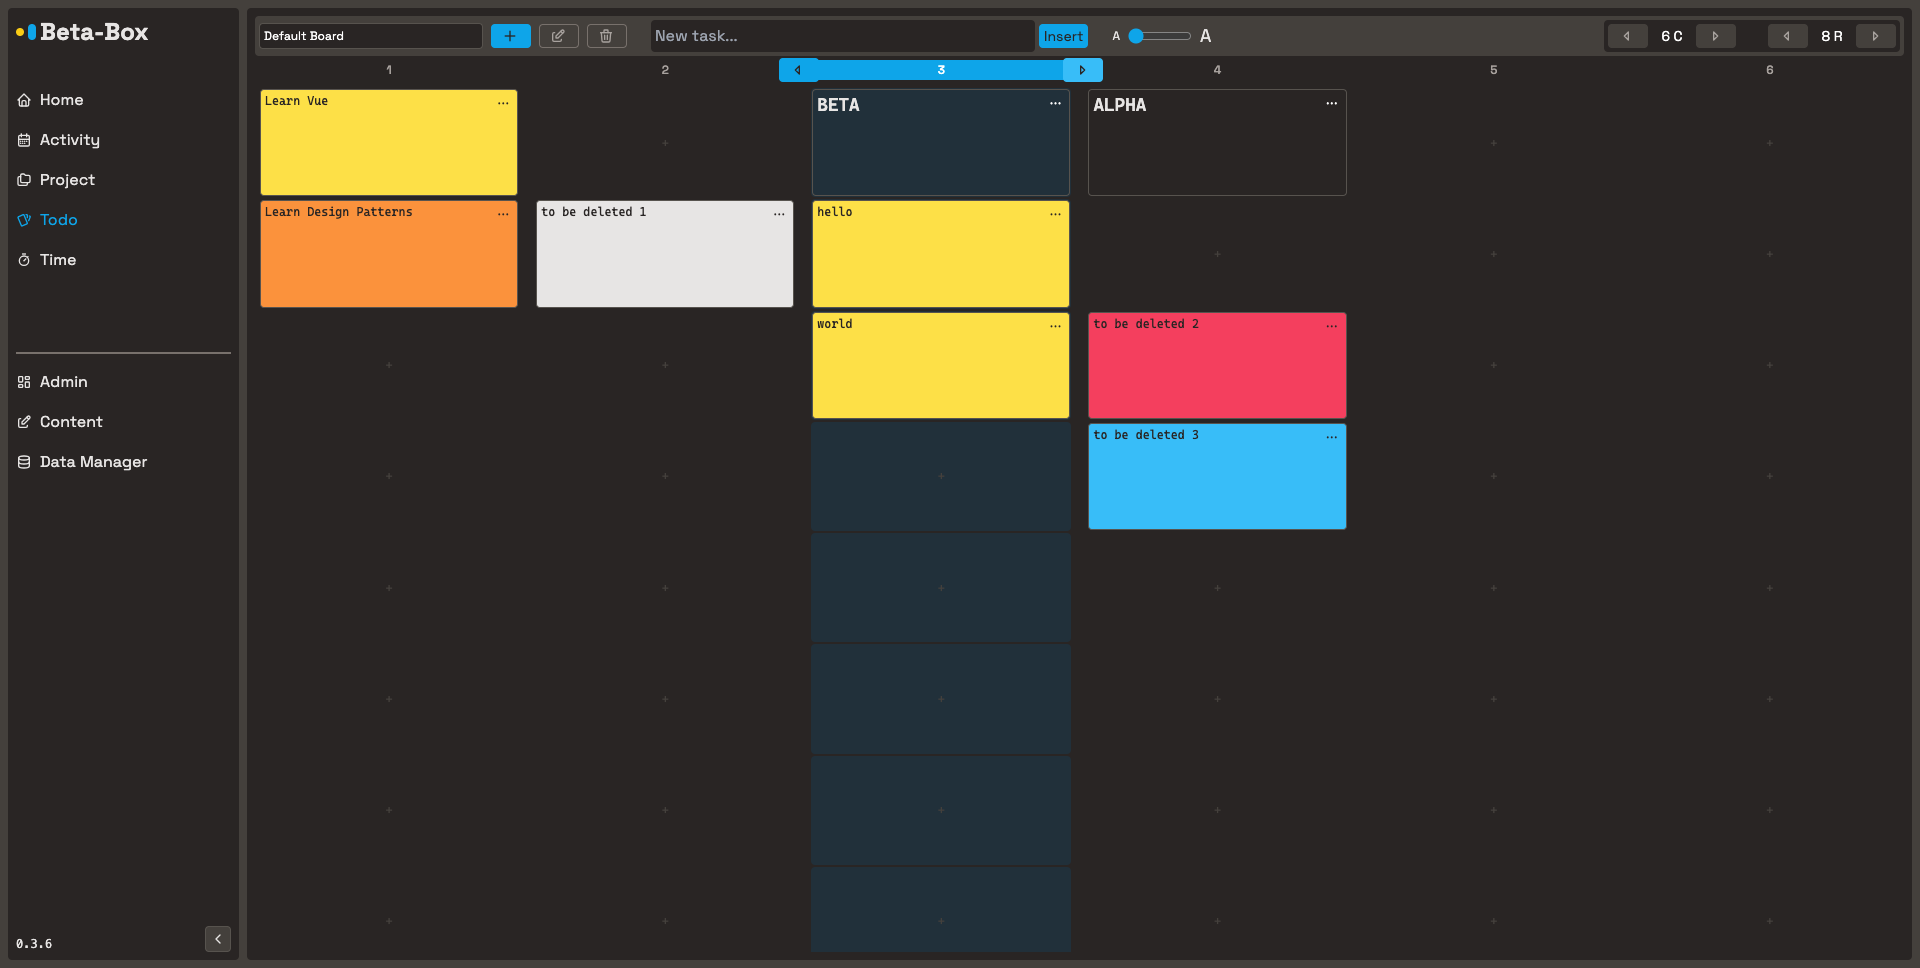 Beta-Box
Home
Activity
Project
Todo
Time
Admin
Content
Data Manager
0.3.6
Default Board
New task...
Insert
A A
6 C
8 R
1 2 3 4 5 6
Learn Vue ...
BETA ...
ALPHA ...
Learn Design Patterns ...
to be deleted 1 ...
hello ...
world ...
to be deleted 2 ...
to be deleted 3 ...